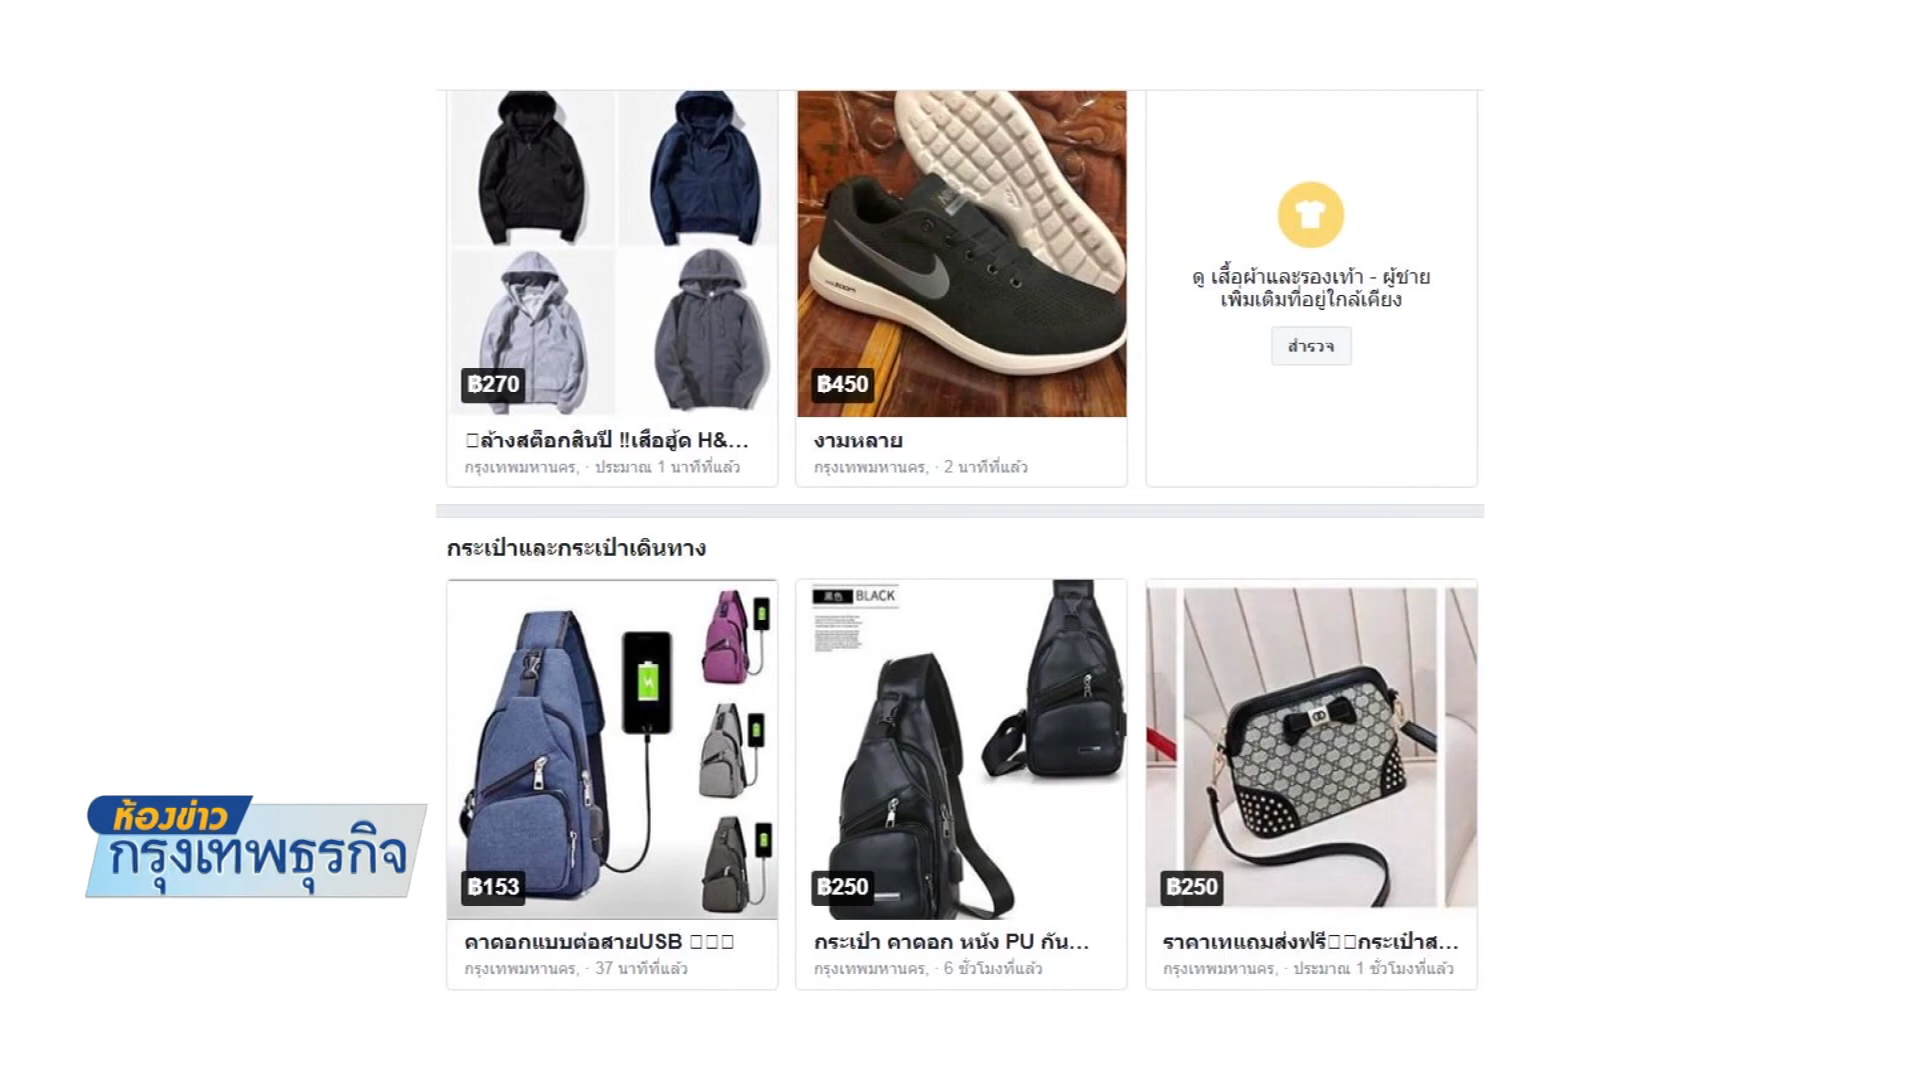 ฿270
฿450
ล้างสต๊อกสิ้นปี ‼เสื้อฮู้ด H&...
กรุงเทพมหานคร, · ประมาณ 1 นาทีที่แล้ว
งามหลาย
กรุงเทพมหานคร, · 2 นาทีที่แล้ว
ดู เสื้อผ้าและรองเท้า - ผู้ชาย
เพิ่มเติมที่อยู่ใกล้เคียง
สำรวจ
กระเป๋าและกระเป๋าเดินทาง
黑色 BLACK
฿153
฿250
฿250
คาดอกแบบต่อสายUSB
กรุงเทพมหานคร, · 37 นาทีที่แล้ว
กระเป๋า คาดอก หนัง PU กัน...
กรุงเทพมหานคร, · 6 ชั่วโมงที่แล้ว
ราคาเทแถมส่งฟรีกระเป๋าส...
กรุงเทพมหานคร, · ประมาณ 1 ชั่วโมงที่แล้ว
ห้องข่าว
กรุงเทพธุรกิจ